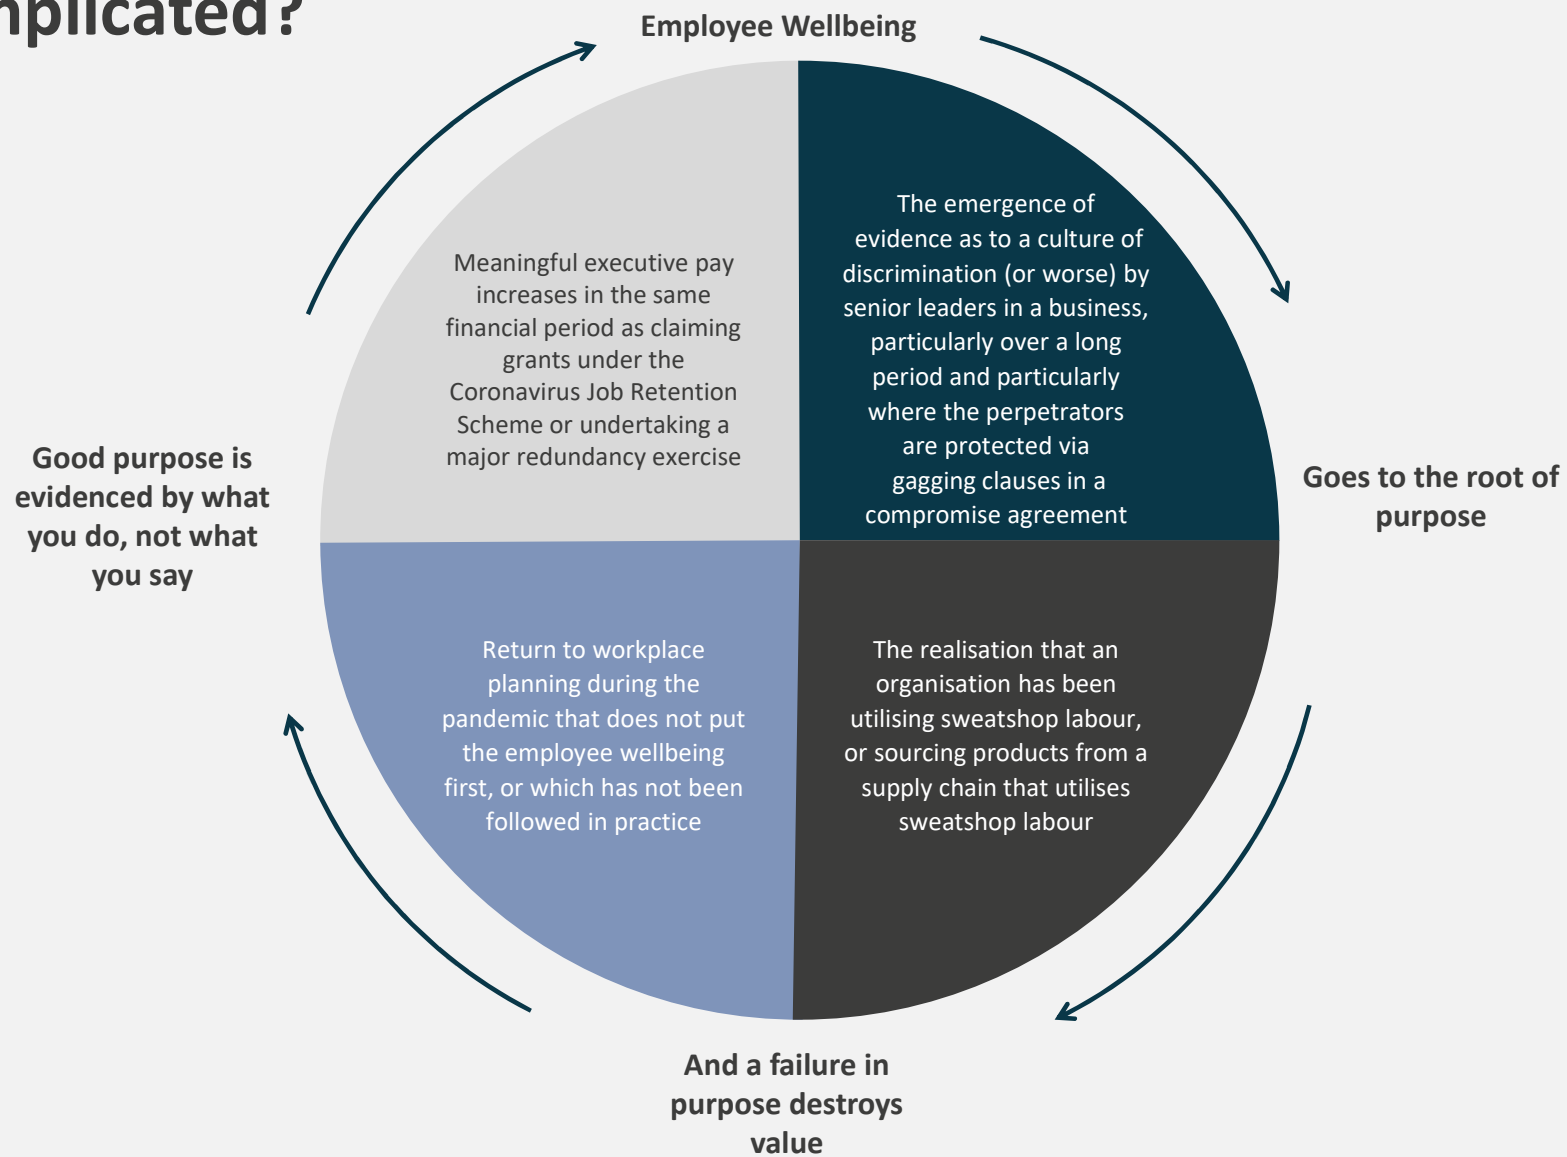 nplicated?
Employee Wellbeing
Meaningful executive pay
increases in the same
financial period as claiming
grants under the
Coronavirus Job Retention
Scheme or undertaking a
major redundancy exercise
The emergence of
evidence as to a culture of
discrimination (or worse) by
senior leaders in a business,
particularly over a long
period and particularly
where the perpetrators
are protected via
gagging clauses in a
compromise agreement
Good purpose is
evidenced by what
you do, not what
you say
Goes to the root of
purpose
Return to workplace
planning during the
pandemic that does not put
the employee wellbeing
first, or which has not been
followed in practice
The realisation that an
organisation has been
utilising sweatshop labour,
or sourcing products from a
supply chain that utilises
sweatshop labour
And a failure in
purpose destroys
value